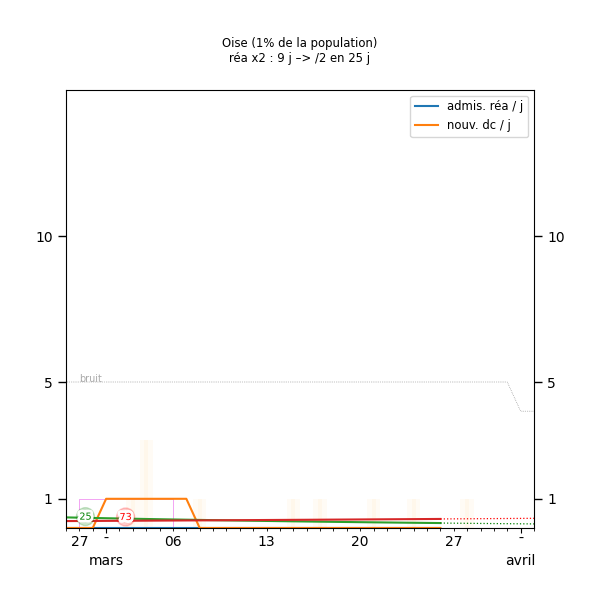 Oise (1% de la population)
réa x2 : 9 j –> /2 en 25 j
admis. réa / j
nouv. dc / j
10
10
bruit
5
5
1
1
25
73
27
-
06
13
20
27
-
mars
avril